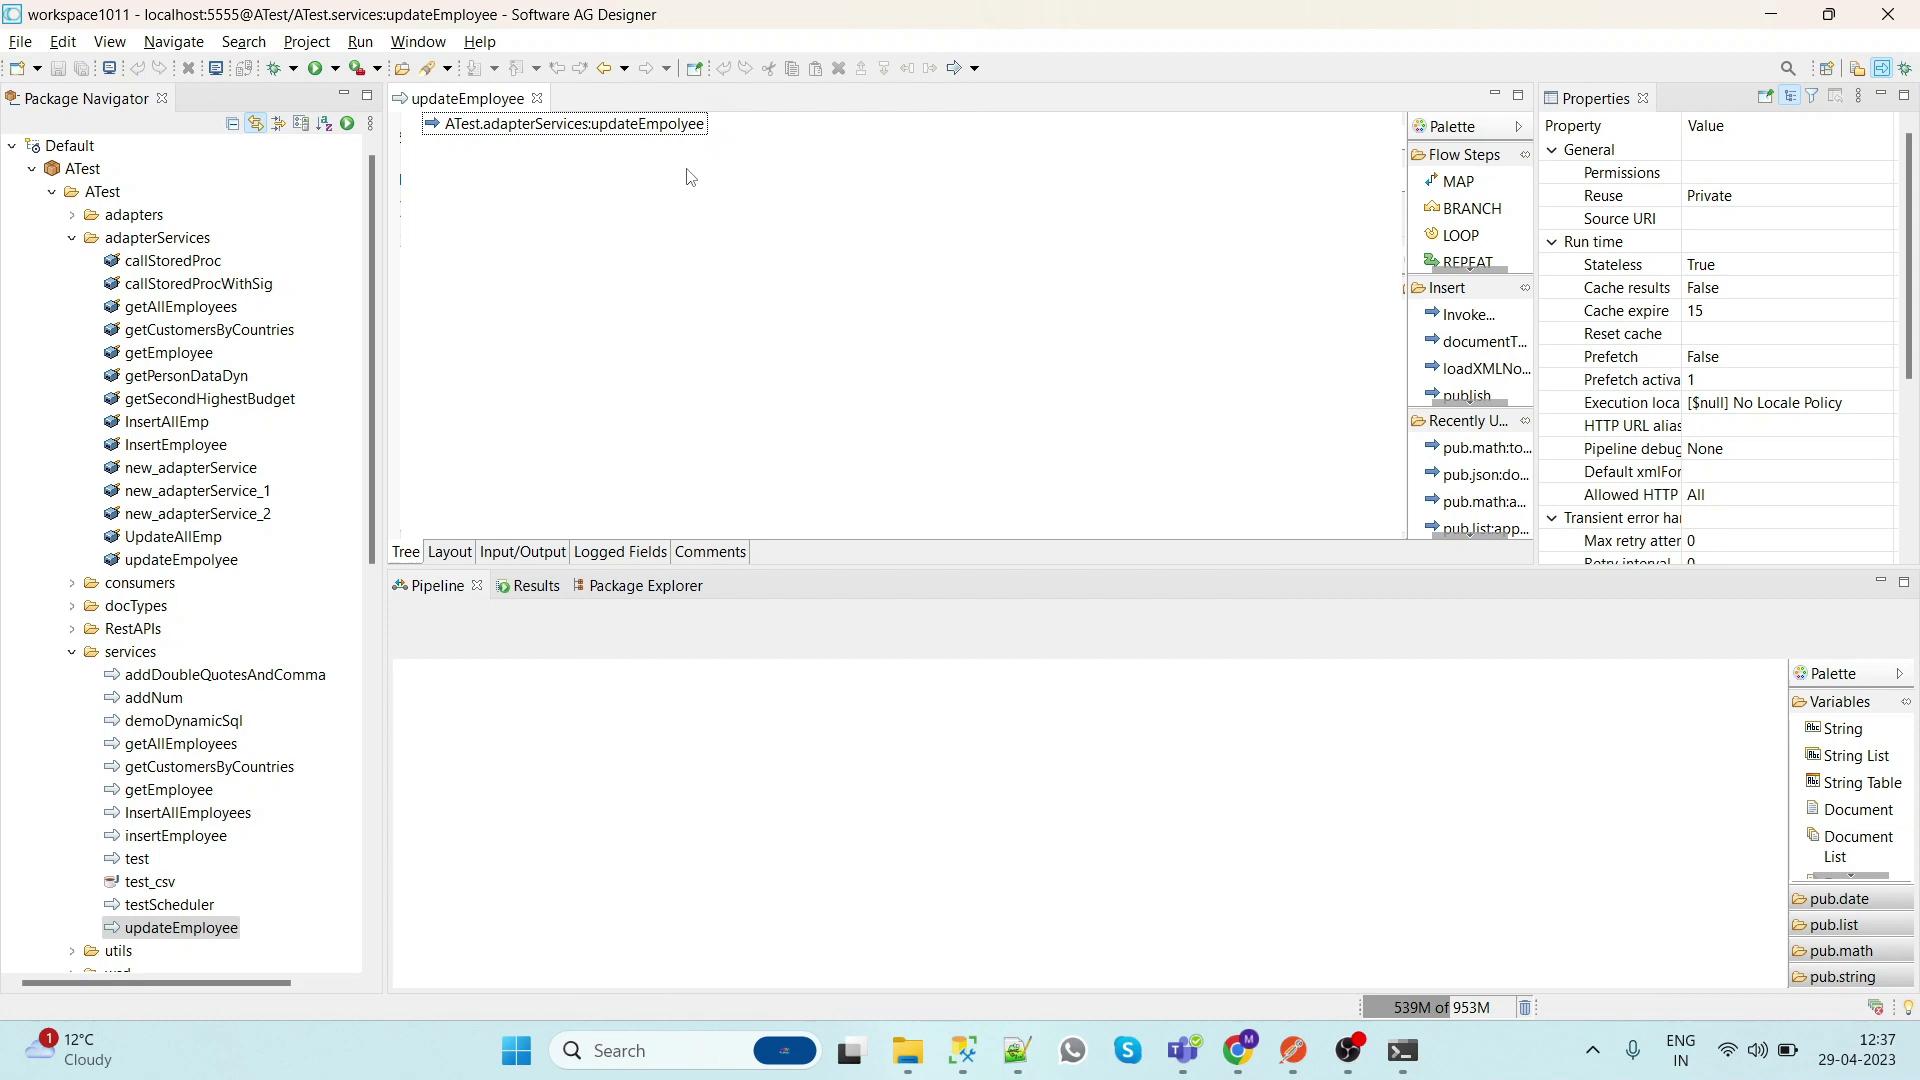 workspace1011 - localhost:5555@ATest/ATest.services:updateEmployee - Software AG Designer
File Edit View Navigate Search Project Run Window Help
Package Navigator
Default
ATest
ATest
adapters
adapterServices
callStoredProc
callStoredProcWithSig
getAllEmployees
getCustomersByCountries
getEmployee
getPersonDataDyn
getSecondHighestBudget
InsertAllEmp
InsertEmployee
new_adapterService
new_adapterService_1
new_adapterService_2
UpdateAllEmp
updateEmpolyee
consumers
docTypes
RestAPIs
services
addDoubleQuotesAndComma
addNum
demoDynamicSql
getAllEmployees
getCustomersByCountries
getEmployee
InsertAllEmployees
insertEmployee
test
test_csv
testScheduler
updateEmployee
utils
updateEmployee
ATest.adapterServices:updateEmpolyee
Palette
Flow Steps
MAP
BRANCH
LOOP
REPEAT
Insert
Invoke...
documentT...
loadXMLNo...
publish
Recently U...
pub.math:to...
pub.json:do...
pub.math:a...
pub.list:app...
Tree Layout Input/Output Logged Fields Comments
Properties
Property Value
General
Permissions
Reuse Private
Source URI
Run time
Stateless True
Cache results False
Cache expire 15
Reset cache
Prefetch False
Prefetch activa 1
Execution loca [$null] No Locale Policy
HTTP URL alias
Pipeline debug None
Default xmlFor
Allowed HTTP All
Transient error har
Max retry atter 0
Retry interval 0
Pipeline Results Package Explorer
Palette
Variables
String
String List
String Table
Document
Document
List
pub.date
pub.list
pub.math
pub.string
539M of 953M
1
12°C
Cloudy
Search
M
ENG
IN
12:37
29-04-2023